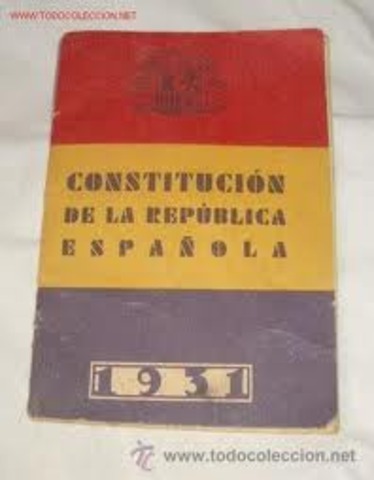 WWW.TODOCOLECCION.NET
CONSTITUCIÓN
DE LA REPÚBLICA
ESPAÑOLA
1931
www.todocoleccion.net